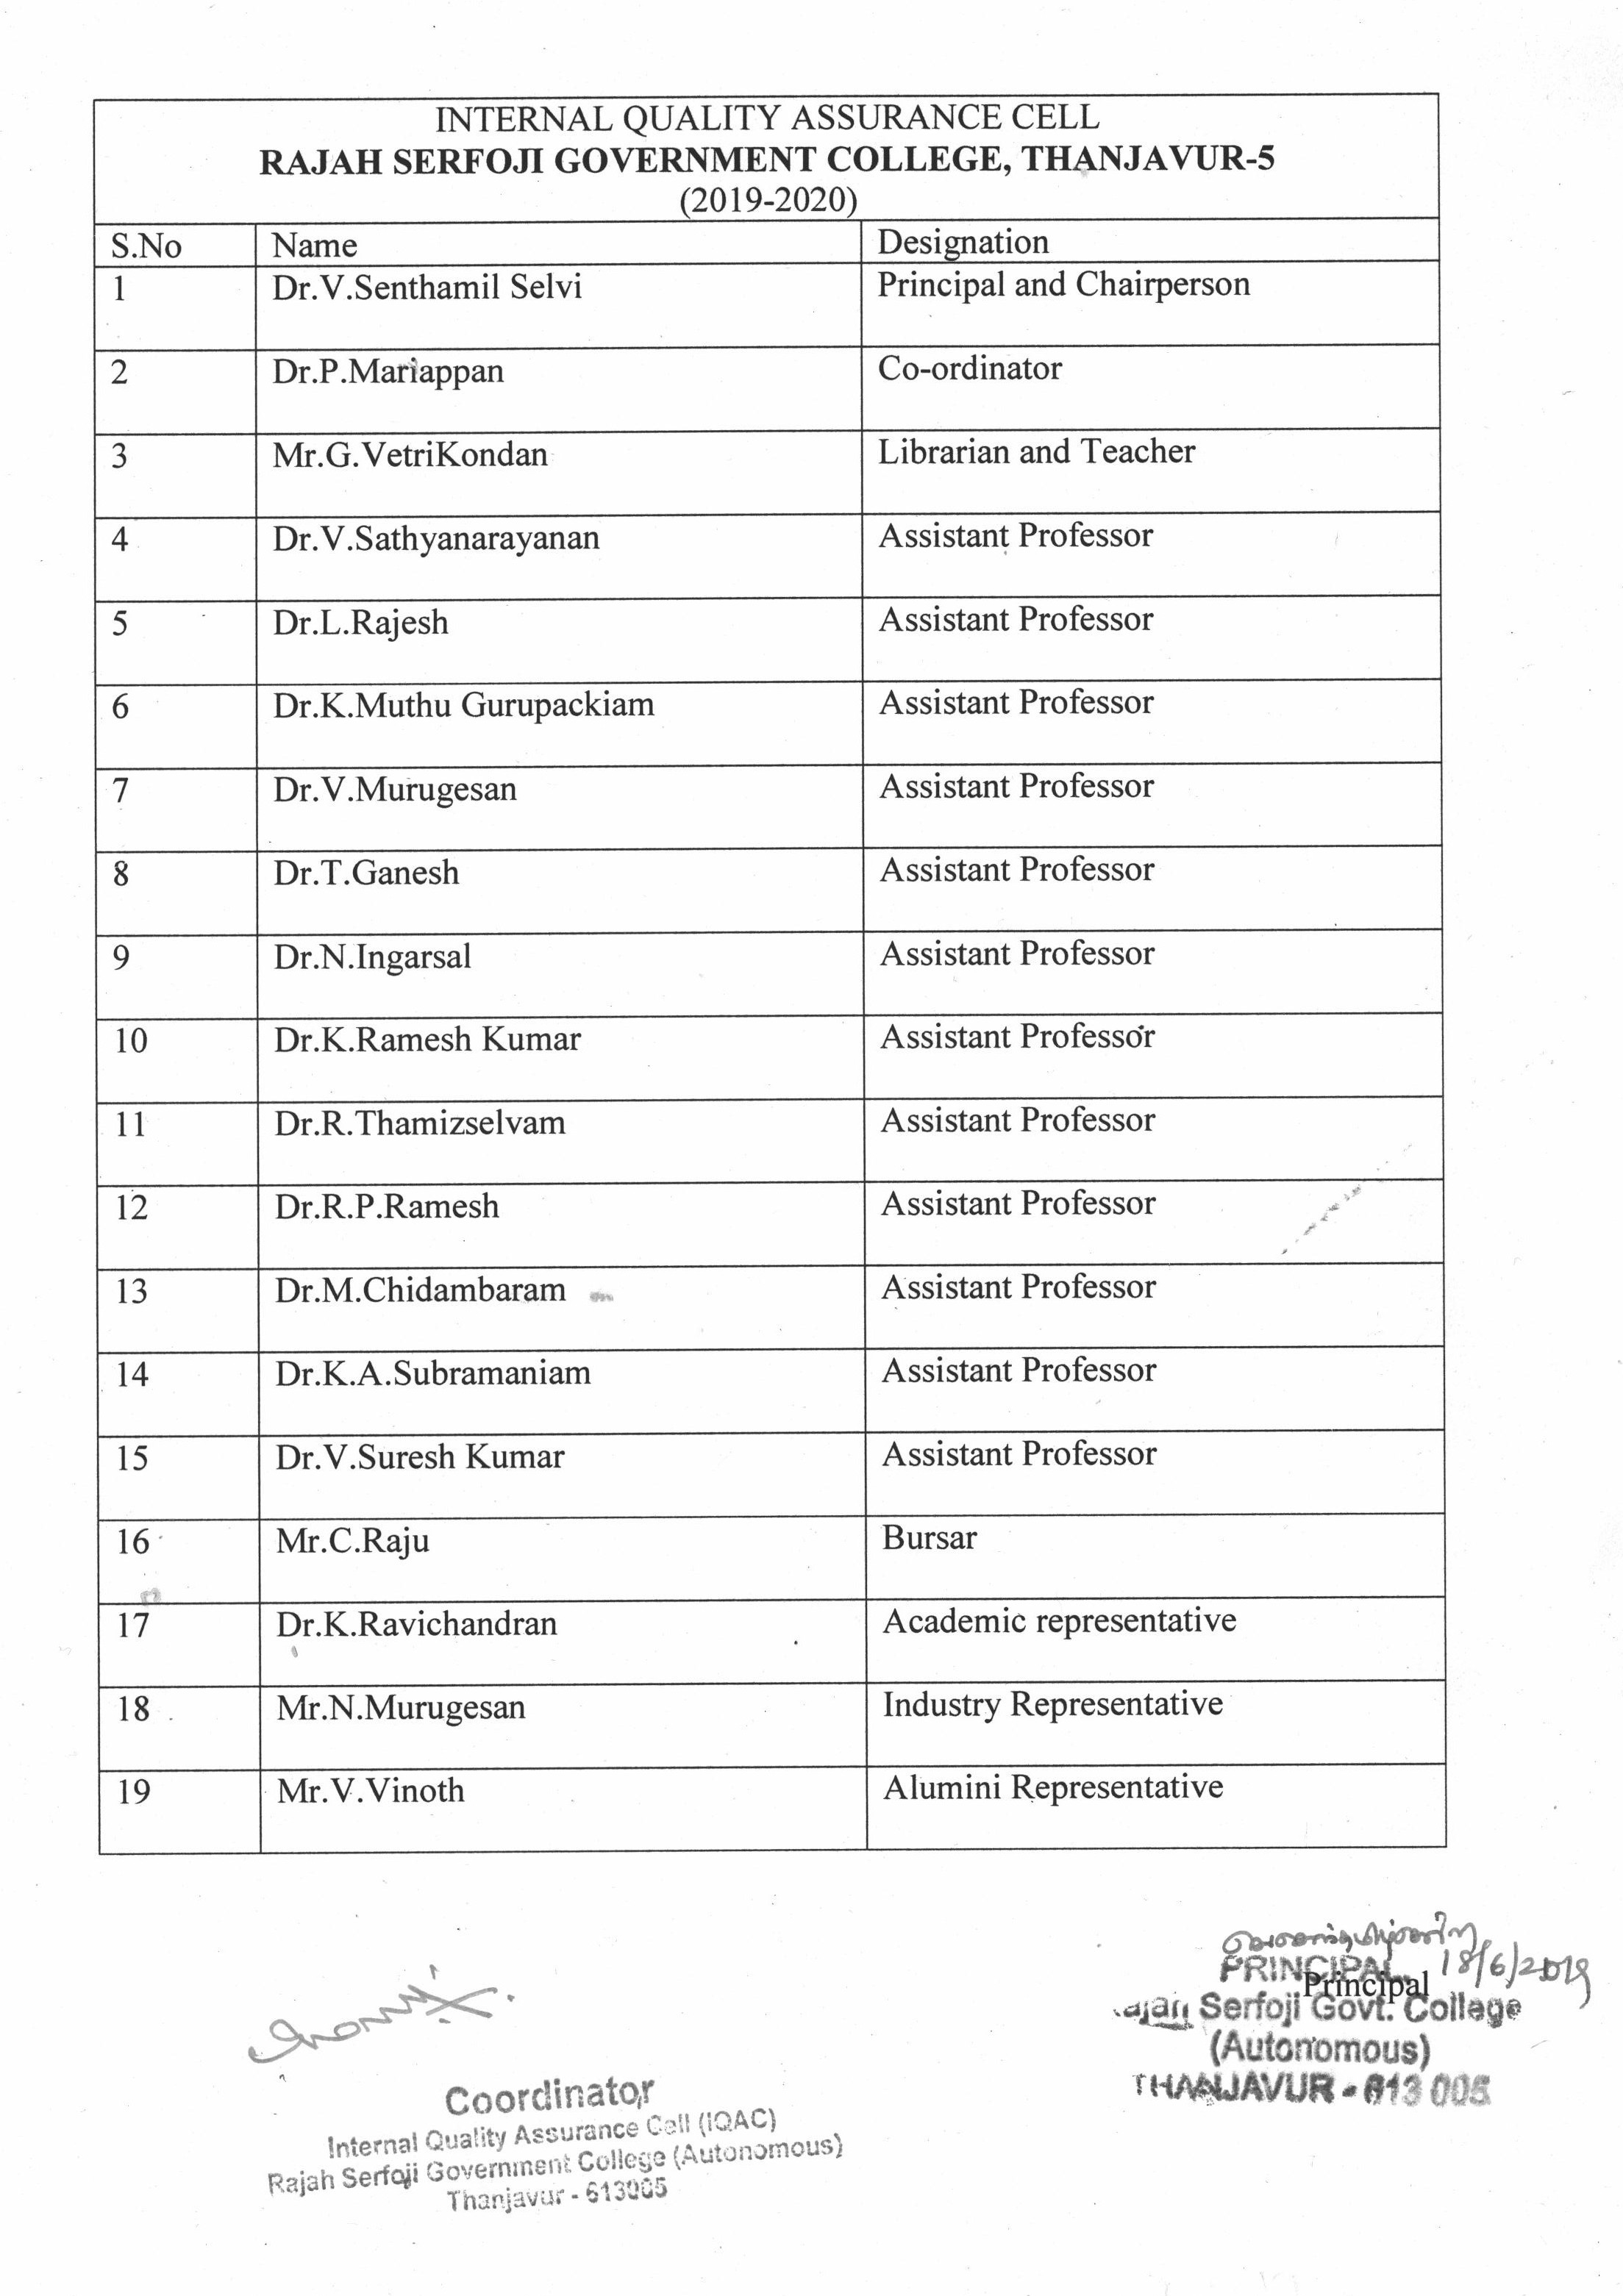 INTERNAL QUALITY ASSURANCE CELL
RAJAH SERFOJI GOVERNMENT COLLEGE, THANJAVUR-5
(2019-2020)
S.No Name Designation
1 Dr.V.Senthamil Selvi Principal and Chairperson
2 Dr.P.Mariappan Co-ordinator
3 Mr.G.VetriKondan Librarian and Teacher
4 Dr.V.Sathyanarayanan Assistant Professor
5 Dr.L.Rajesh Assistant Professor
6 Dr.K.Muthu Gurupackiam Assistant Professor
7 Dr.V.Murugesan Assistant Professor
8 Dr.T.Ganesh Assistant Professor
9 Dr.N.Ingarsal Assistant Professor
10 Dr.K.Ramesh Kumar Assistant Professor
11 Dr.R.Thamizselvam Assistant Professor
12 Dr.R.P.Ramesh Assistant Professor
13 Dr.M.Chidambaram Assistant Professor
14 Dr.K.A.Subramaniam Assistant Professor
15 Dr.V.Suresh Kumar Assistant Professor
16 Mr.C.Raju Bursar
17 Dr.K.Ravichandran Academic representative
18 Mr.N.Murugesan Industry Representative
19 Mr.V.Vinoth Alumini Representative
PRINCIPAL 18/6/2019
Principal
Serfoji Govt. College
(Autonomous)
THANJAVUR - 613 005
Coordinator
Internal Quality Assurance Cell (IQAC)
Rajah Serfoji Government College (Autonomous)
Thanjavur - 613005